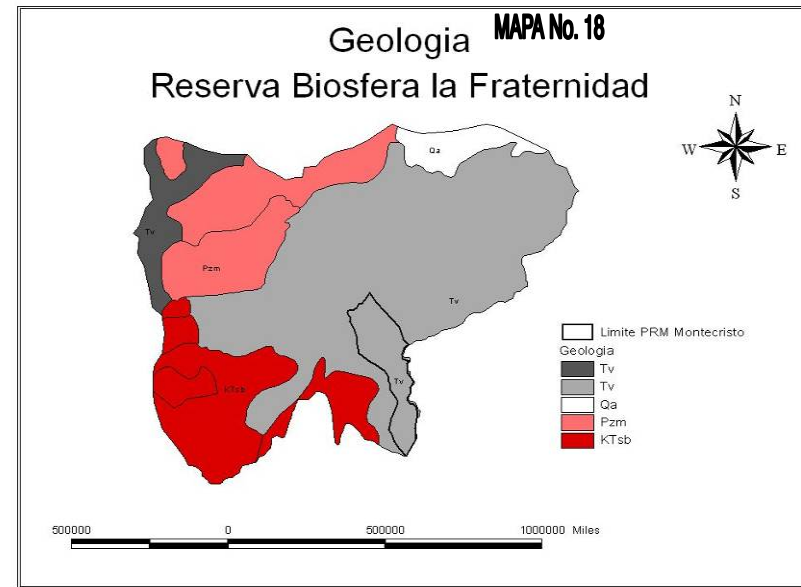 MAPA No. 18
Geologia
Reserva Biosfera la Fraternidad
N
W E
S
Qa
Tv
Pzm
Tv
Tv
KTsb
Limite PRM Montecristo
Geologia
Tv
Tv
Qa
Pzm
KTsb
500000 0 500000 1000000 Miles